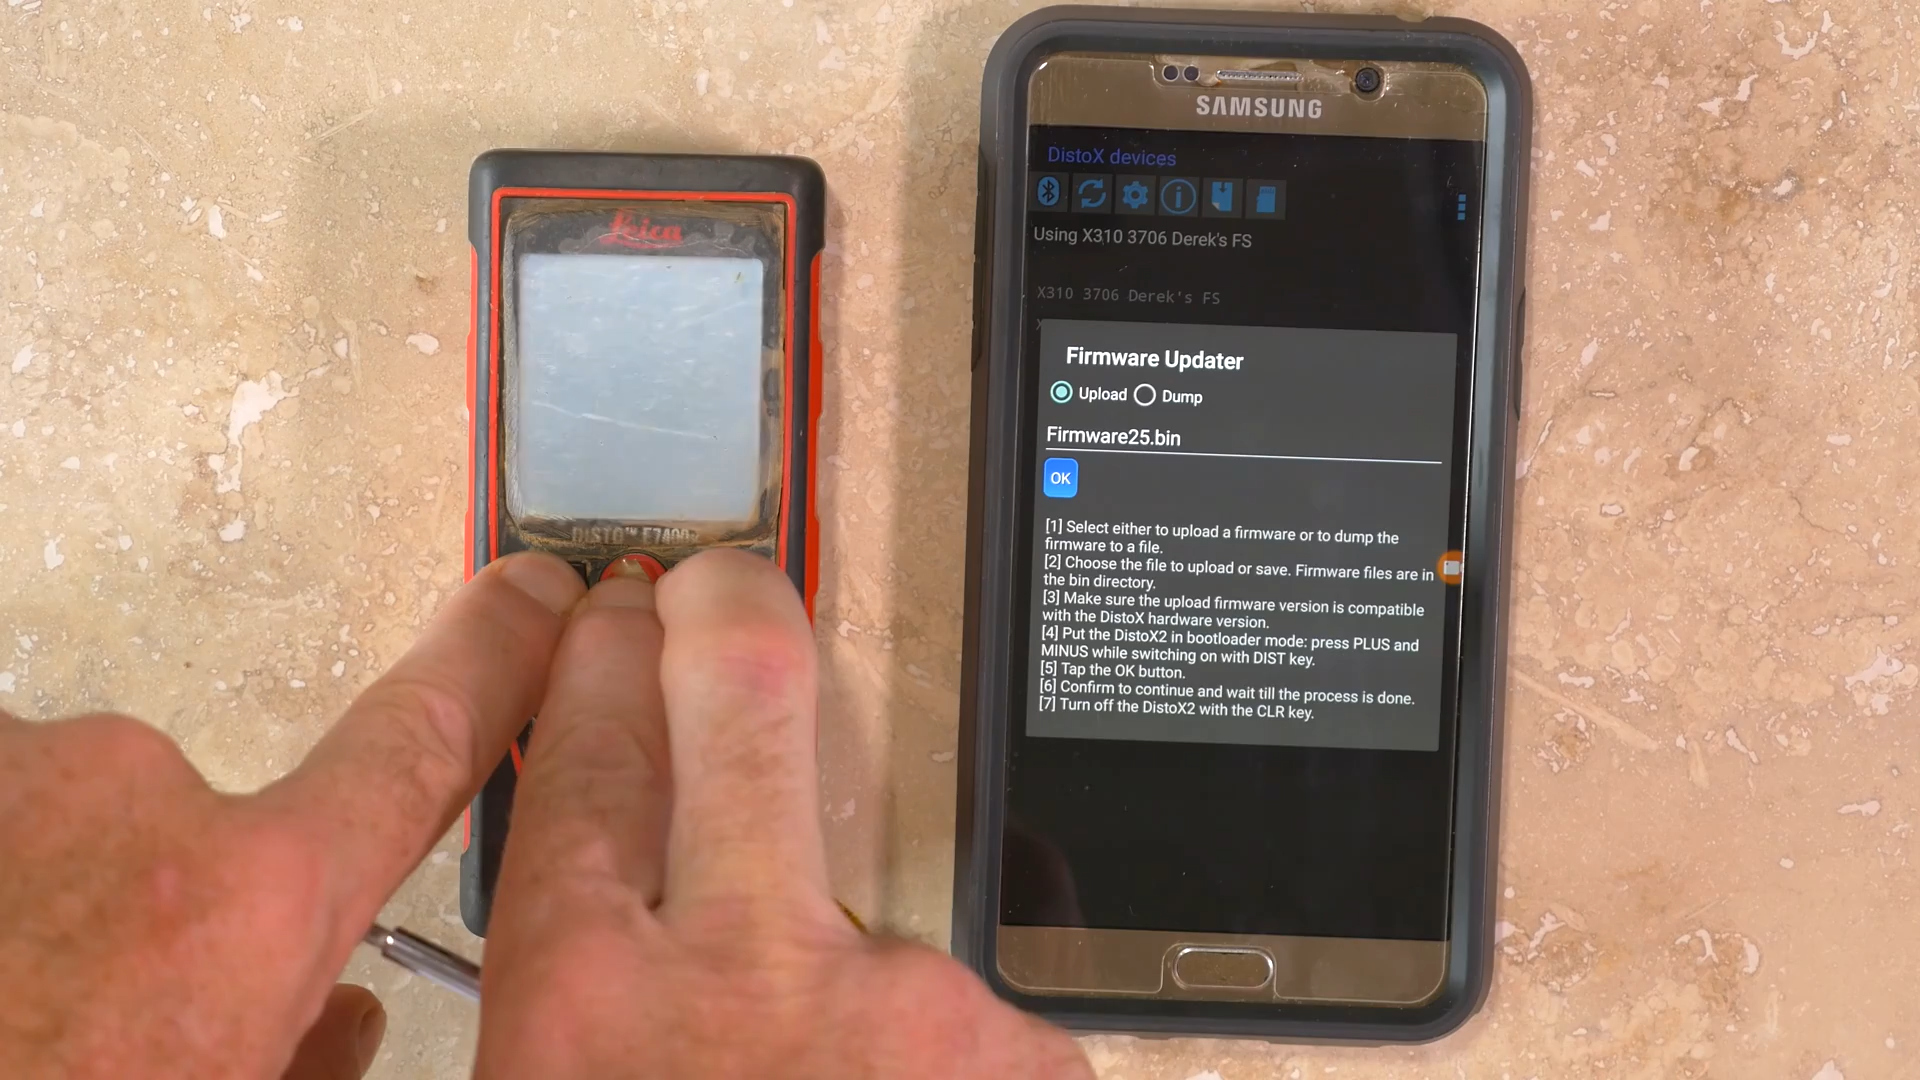 SAMSUNG
DistoX devices
Using X310 3706 Derek's FS
X310 3706 Derek's FS
X
Firmware Updater
Upload Dump
Firmware25.bin
OK
[1] Select either to upload a firmware or to dump the
firmware to a file.
[2] Choose the file to upload or save. Firmware files are in
the bin directory.
[3] Make sure the upload firmware version is compatible
with the DistoX hardware version.
[4] Put the DistoX2 in bootloader mode: press PLUS and
MINUS while switching on with DIST key.
[5] Tap the OK button.
[6] Confirm to continue and wait till the process is done.
[7] Turn off the DistoX2 with the CLR key.
Leica
DISTO™ E7400x